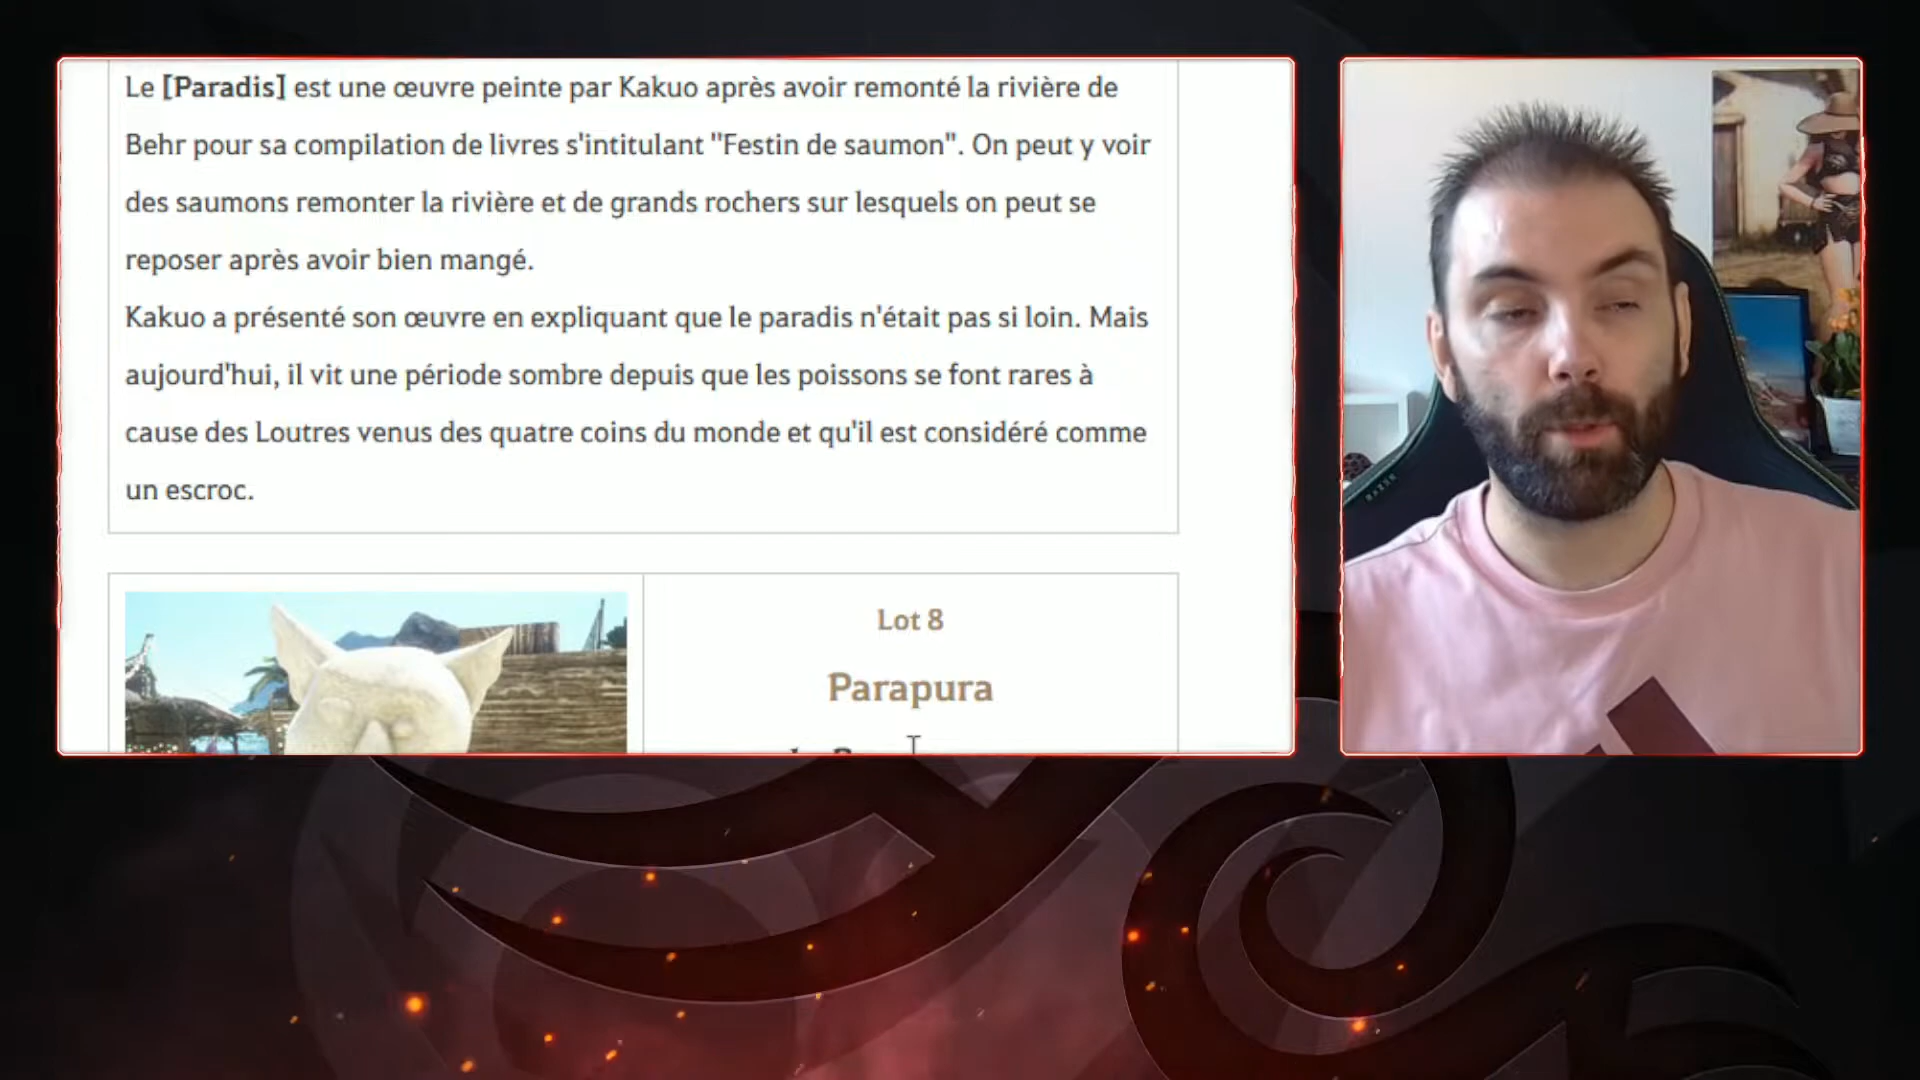 Le [Paradis] est une œuvre peinte par Kakuo après avoir remonté la rivière de
Behr pour sa compilation de livres s'intitulant "Festin de saumon". On peut y voir
des saumons remonter la rivière et de grands rochers sur lesquels on peut se
reposer après avoir bien mangé.
Kakuo a présenté son œuvre en expliquant que le paradis n'était pas si loin. Mais
aujourd'hui, il vit une période sombre depuis que les poissons se font rares à
cause des Loutres venus des quatre coins du monde et qu'il est considéré comme
un escroc.
Lot 8
Parapura
RAZER